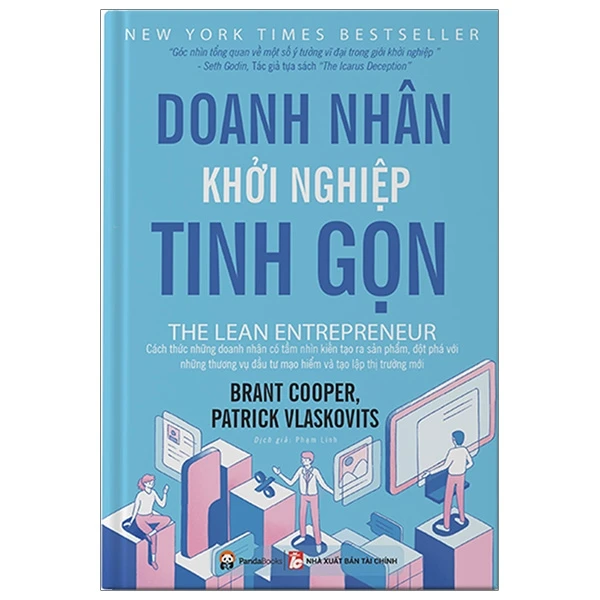 NEW YORK TIMES BESTSELLER
“Góc nhìn tổng quan về một số ý tưởng vĩ đại trong giới khởi nghiệp ”
- Seth Godin, Tác giả tựa sách “The Icarus Deception”
DOANH NHÂN
KHỞI NGHIỆP
TINH GỌN
THE LEAN ENTREPRENEUR
Cách thức những doanh nhân có tầm nhìn kiến tạo ra sản phẩm, đột phá với
những thương vụ đầu tư mạo hiểm và tạo lập thị trường mới
BRANT COOPER,
PATRICK VLASKOVITS
Dịch giả: Phạm Linh
%
PandaBooks
NHÀ XUẤT BẢN TÀI CHÍNH